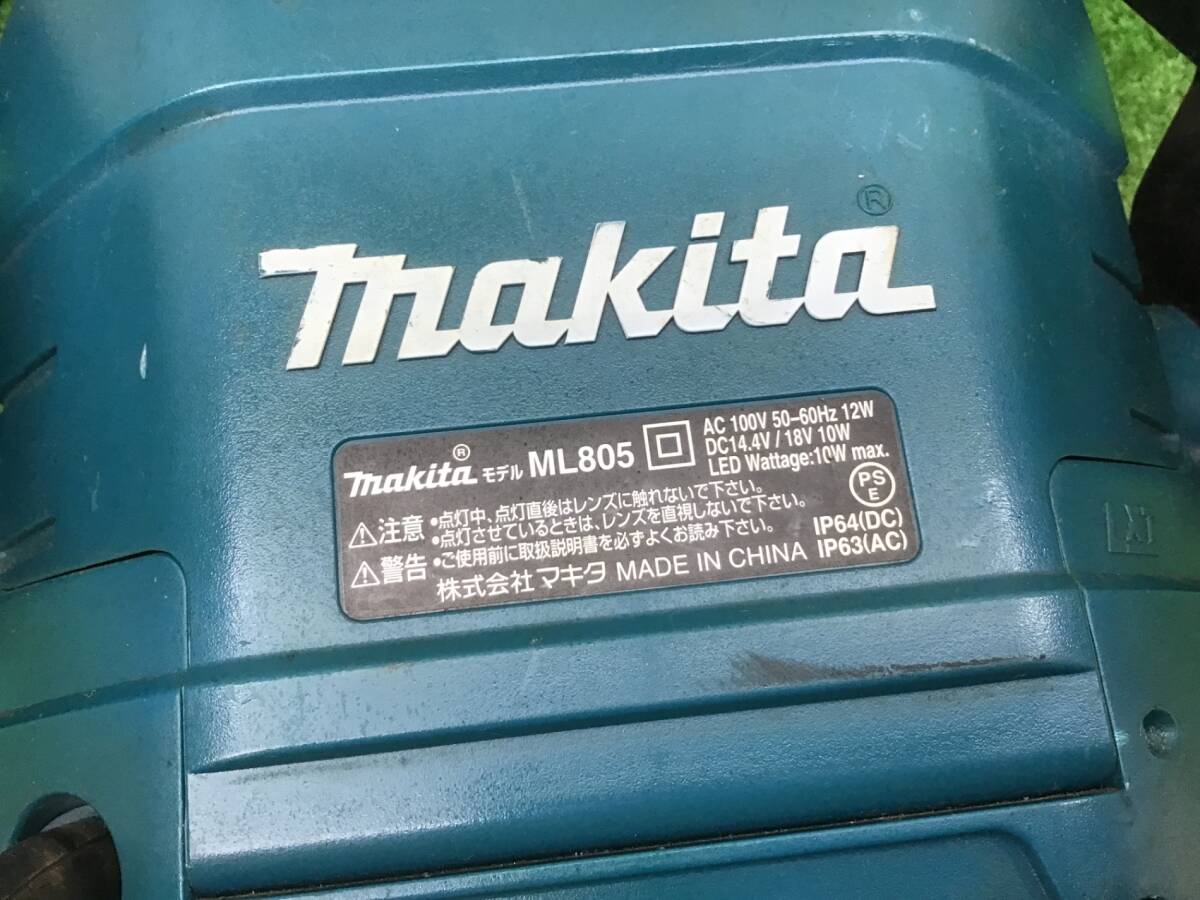 makita ®
makita ® モデル ML805
AC 100V 50-60Hz 12W
DC14.4V / 18V 10W
LED Wattage:10W max.
⚠注意 •点灯中、点灯直後はレンズに触れないで下さい。
•点灯させているときは、レンズを直視しないで下さい。
⚠警告 •ご使用前に取扱説明書を必ずよくお読み下さい。
株式会社マキタ MADE IN CHINA
PS
E
IP64(DC)
IP63(AC)